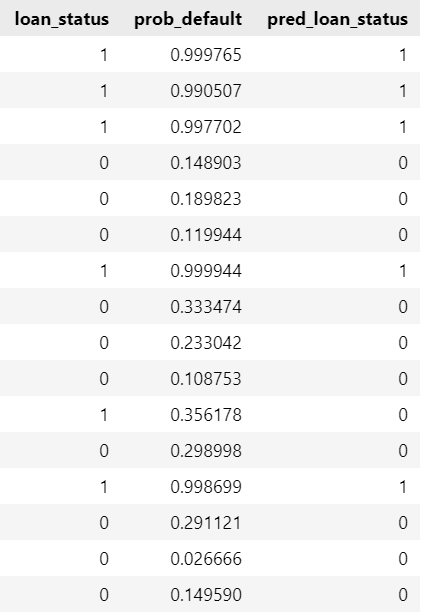 loan_status prob_default pred_loan_status
1 0.999765 1
1 0.990507 1
1 0.997702 1
0 0.148903 0
0 0.189823 0
0 0.119944 0
1 0.999944 1
0 0.333474 0
0 0.233042 0
0 0.108753 0
1 0.356178 0
0 0.298998 0
1 0.998699 1
0 0.291121 0
0 0.026666 0
0 0.149590 0